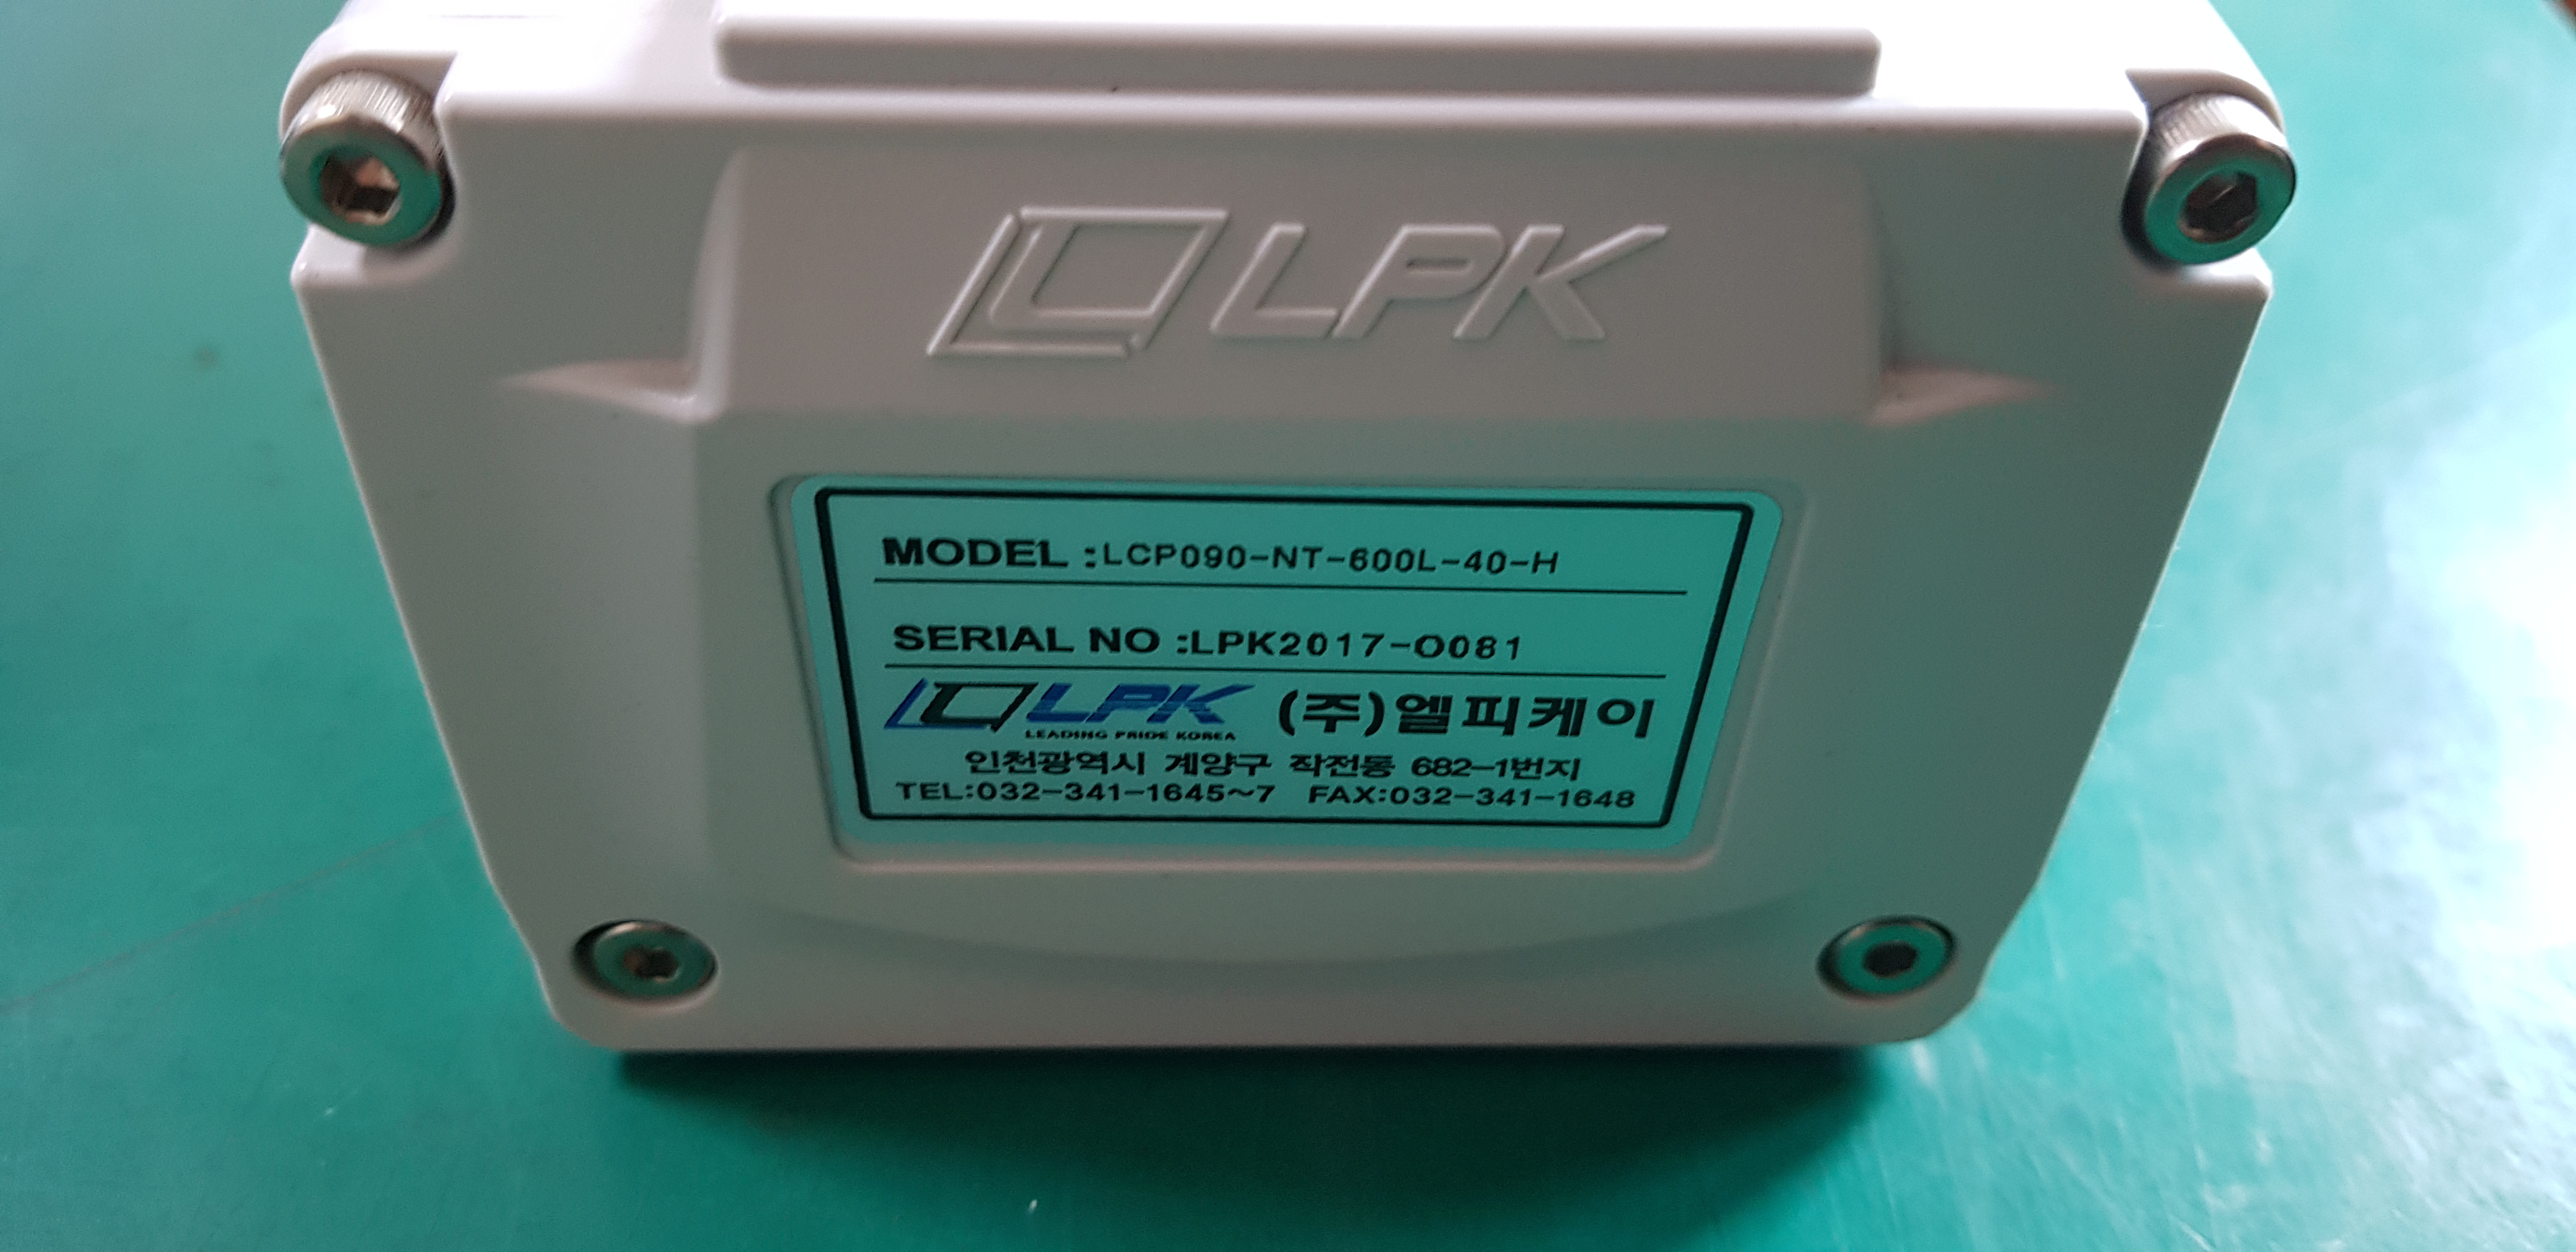 LPK
MODEL :LCP090-NT-600L-40-H
SERIAL NO :LPK2017-O081
LPK (주)엘피케이
LEADING PRIDE KOREA
인천광역시 계양구 작전동 682-1번지
TEL:032-341-1645~7 FAX:032-341-1648